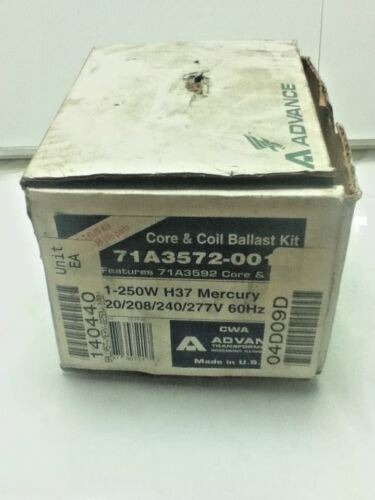 ADVANCE
Core & Coil Ballast Kit
71A3572-001
Features 71A3592 Core &
1-250W H37 Mercury
20/208/240/277V 60Hz
CWA
ADVAN
TRANSFORM
Made in U.S.
Unit
EA
140440
04D09D